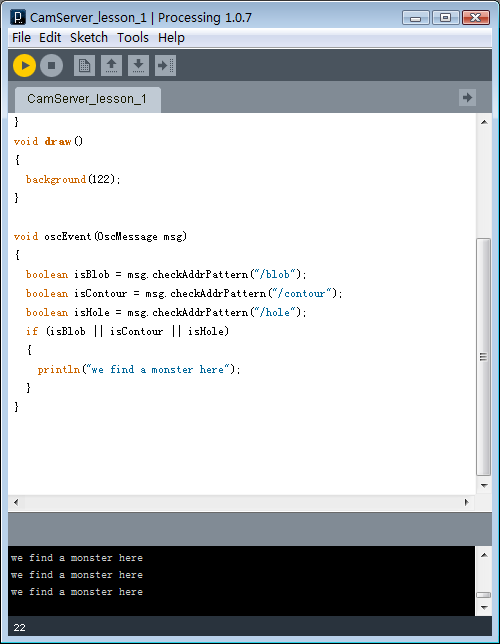 CamServer_lesson_1 | Processing 1.0.7
File Edit Sketch Tools Help
CamServer_lesson_1
}
void draw()
{
  background(122);
}
void oscEvent(OscMessage msg)
{
  boolean isBlob = msg.checkAddrPattern("/blob");
  boolean isContour = msg.checkAddrPattern("/contour");
  boolean isHole = msg.checkAddrPattern("/hole");
  if (isBlob || isContour || isHole)
  {
    println("we find a monster here");
  }
}
we find a monster here
we find a monster here
we find a monster here
22